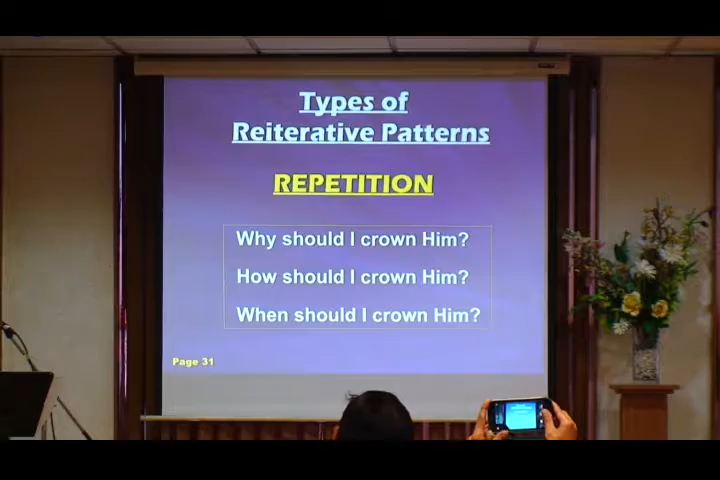 Types of
Reiterative Patterns
REPETITION
Why should I crown Him?
How should I crown Him?
When should I crown Him?
Page 31